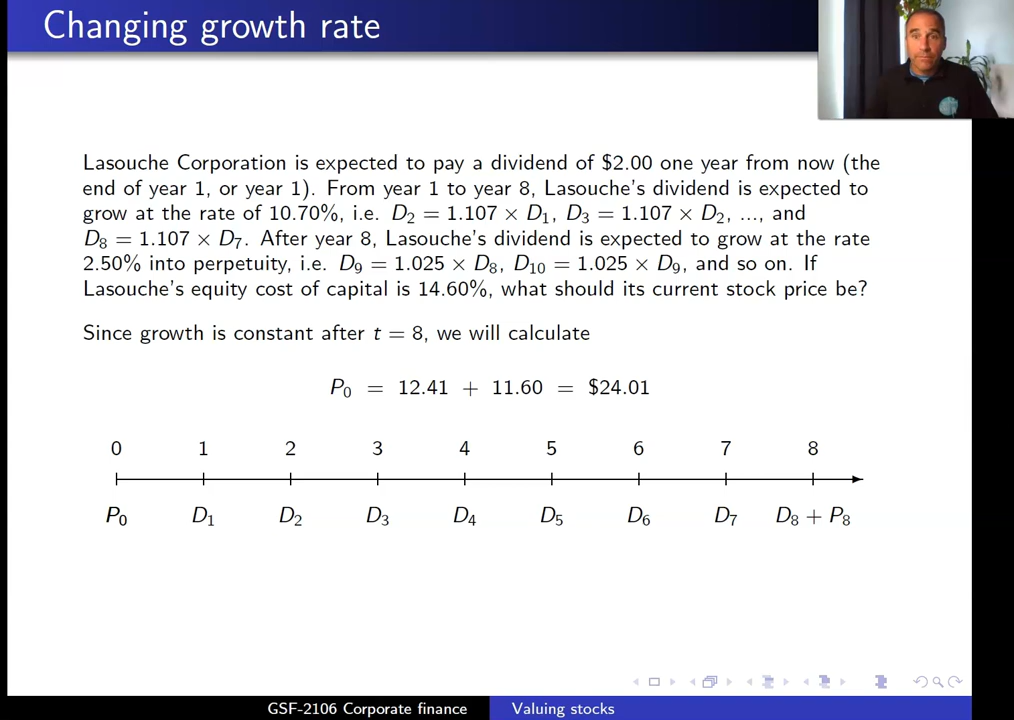 Changing growth rate
Lasouche Corporation is expected to pay a dividend of $2.00 one year from now (the
end of year 1, or year 1). From year 1 to year 8, Lasouche's dividend is expected to
grow at the rate of 10.70%, i.e. D₂ = 1.107 × D₁, D₃ = 1.107 × D₂, ..., and
D₈ = 1.107 × D₇. After year 8, Lasouche's dividend is expected to grow at the rate
2.50% into perpetuity, i.e. D₉ = 1.025 × D₈, D₁₀ = 1.025 × D₉, and so on. If
Lasouche's equity cost of capital is 14.60%, what should its current stock price be?
Since growth is constant after t = 8, we will calculate
P₀ = 12.41 + 11.60 = $24.01
0 1 2 3 4 5 6 7 8
P₀ D₁ D₂ D₃ D₄ D₅ D₆ D₇ D₈ + P₈
GSF-2106 Corporate finance Valuing stocks